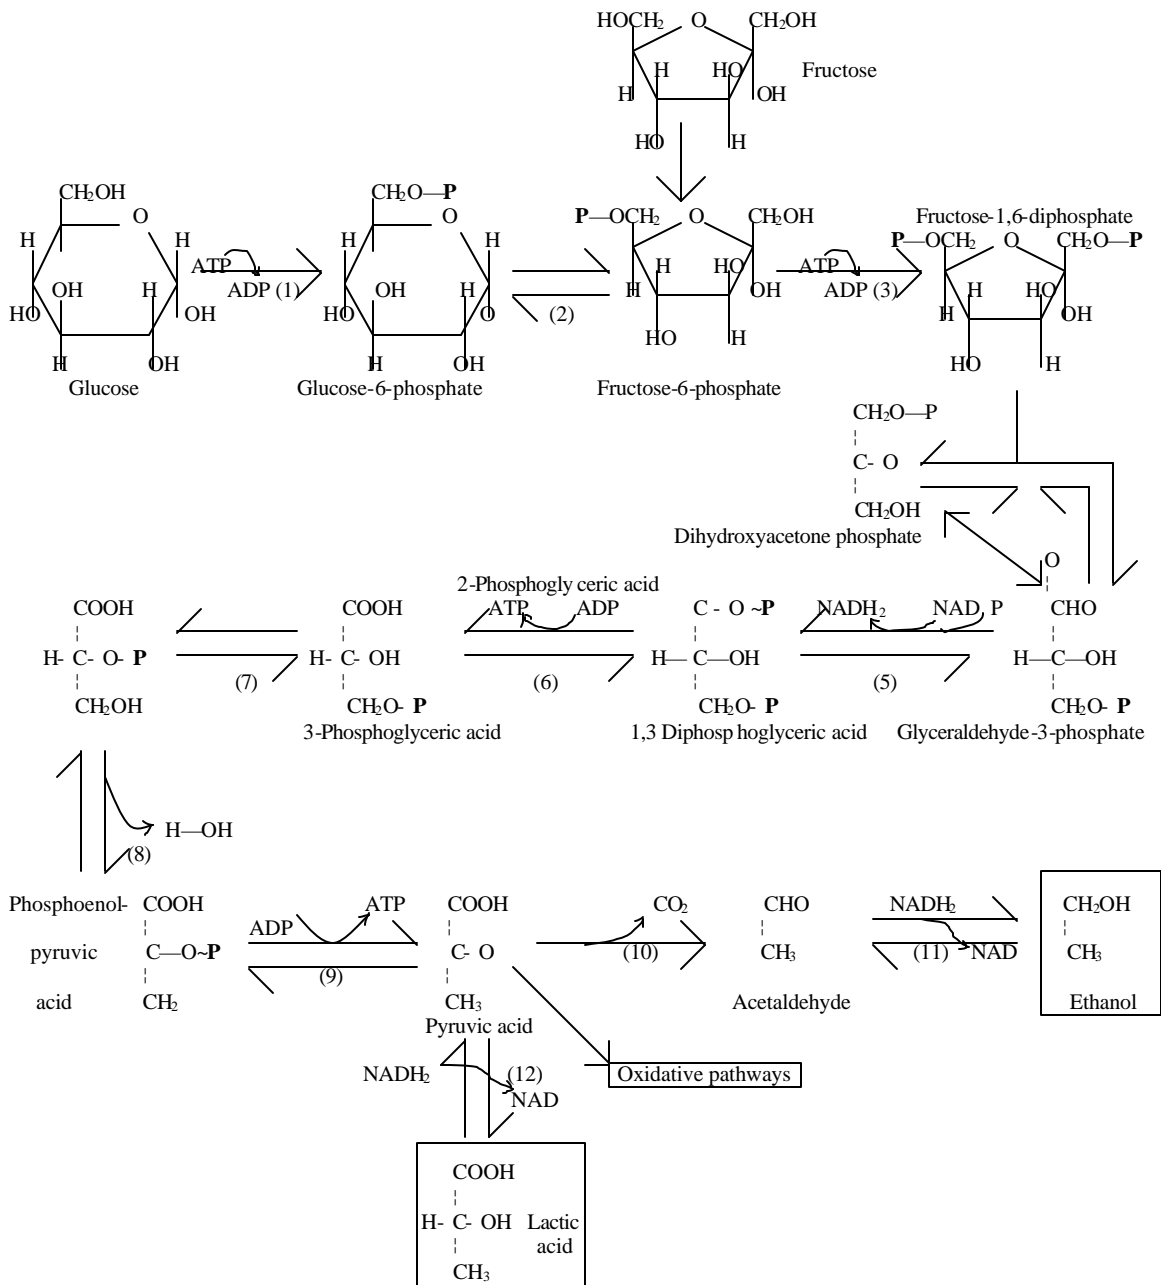 HOCH2 O CH2OH
H HO Fructose
H OH
HO H
CH2OH
O
H H
OH H
HO OH
H OH
Glucose
ATP
ADP (1)
CH2O—P
O
H H
OH H
HO O
H OH
Glucose-6-phosphate
(2)
P—OCH2 O CH2OH
H HO
H OH
HO H
Fructose-6-phosphate
ATP
ADP (3)
Fructose-1,6-diphosphate
P—OCH2 O CH2O—P
H HO
H OH
HO H
CH2O—P
C- O
CH2OH
Dihydroxyacetone phosphate
O
CHO
H—C—OH
CH2O- P
Glyceraldehyde-3-phosphate
NADH2 NAD P
(5)
C - O ~P
H—C—OH
CH2O- P
1,3 Diphosp hoglyceric acid
2-Phosphogly ceric acid
ATP ADP
(6)
COOH
H- C- OH
CH2O- P
3-Phosphoglyceric acid
(7)
COOH
H- C- O- P
CH2OH
H—OH
(8)
Phosphoenol- COOH
pyruvic C—O~P
acid CH2
ADP ATP
(9)
COOH
C- O
CH3
Pyruvic acid
CO2
(10)
CHO
CH3
Acetaldehyde
NADH2
(11) NAD
CH2OH
CH3
Ethanol
Oxidative pathways
NADH2 (12)
NAD
COOH
H- C- OH Lactic
acid
CH3